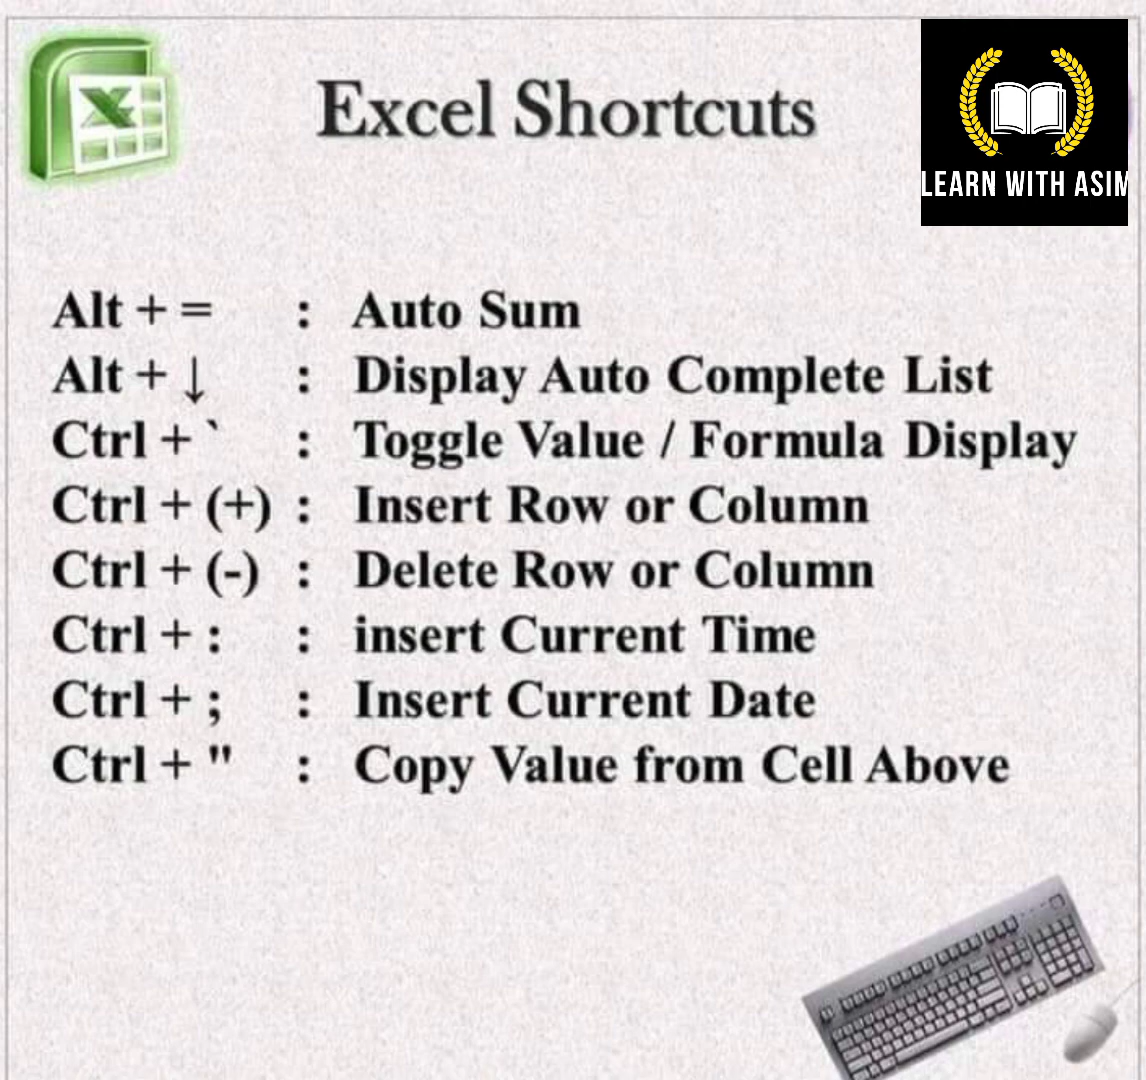 Excel Shortcuts
LEARN WITH ASIM
Alt + = : Auto Sum
Alt + ↓ : Display Auto Complete List
Ctrl + ` : Toggle Value / Formula Display
Ctrl + (+) : Insert Row or Column
Ctrl + (-) : Delete Row or Column
Ctrl + : : insert Current Time
Ctrl + ; : Insert Current Date
Ctrl + " : Copy Value from Cell Above